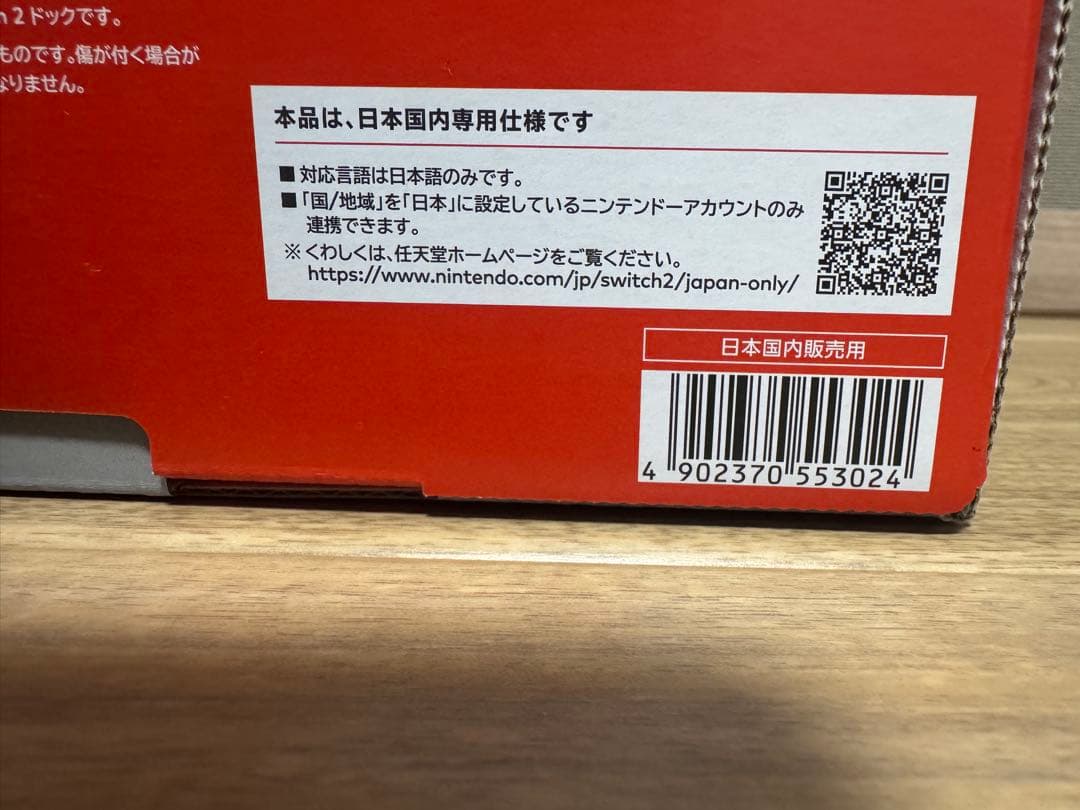 2ドックです。
ものです。傷が付く場合が
なりません。
本品は、日本国内専用仕様です
■ 対応言語は日本語のみです。
■ 「国/地域」を「日本」に設定しているニンテンドーアカウントのみ
連携できます。
※ くわしくは、任天堂ホームページをご覧ください。
https://www.nintendo.com/jp/switch2/japan-only/
日本国内販売用
4 902370 553024